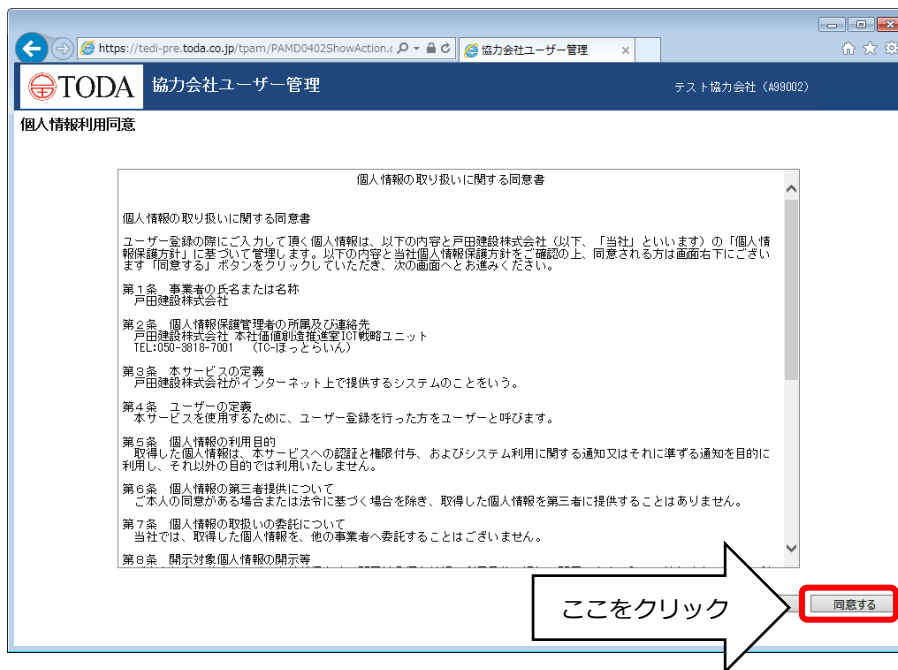 https://tedi-pre.toda.co.jp/tpam/PAMD0402ShowAction.c
協力会社ユーザー管理
TODA 協力会社ユーザー管理
テスト協力会社（A99002）
個人情報利用同意
個人情報の取り扱いに関する同意書
個人情報の取り扱いに関する同意書
ユーザー登録の際にご入力して頂く個人情報は、以下の内容と戸田建設株式会社（以下、「当社」といいます）の「個人情
報保護方針」に基づいて管理します。以下の内容と当社個人情報保護方針をご確認の上、同意される方は画面右下にござい
ます「同意する」ボタンをクリックしていただき、次の画面へとお進みください。
第１条　事業者の氏名または名称
戸田建設株式会社
第２条　個人情報保護管理者の所属及び連絡先
戸田建設株式会社 本社価値創造推進室ICT戦略ユニット
TEL:050-3818-7001　（TC-ほっとらいん）
第３条　本サービスの定義
戸田建設株式会社がインターネット上で提供するシステムのことをいう。
第４条　ユーザーの定義
本サービスを使用するために、ユーザー登録を行った方をユーザーと呼びます。
第５条　個人情報の利用目的
取得した個人情報は、本サービスへの認証と権限付与、およびシステム利用に関する通知又はそれに準ずる通知を目的に
利用し、それ以外の目的では利用いたしません。
第６条　個人情報の第三者提供について
ご本人の同意がある場合または法令に基づく場合を除き、取得した個人情報を第三者に提供することはありません。
第７条　個人情報の取扱いの委託について
当社では、取得した個人情報を、他の事業者へ委託することはございません。
第８条　開示対象個人情報の開示等
ここをクリック
同意する